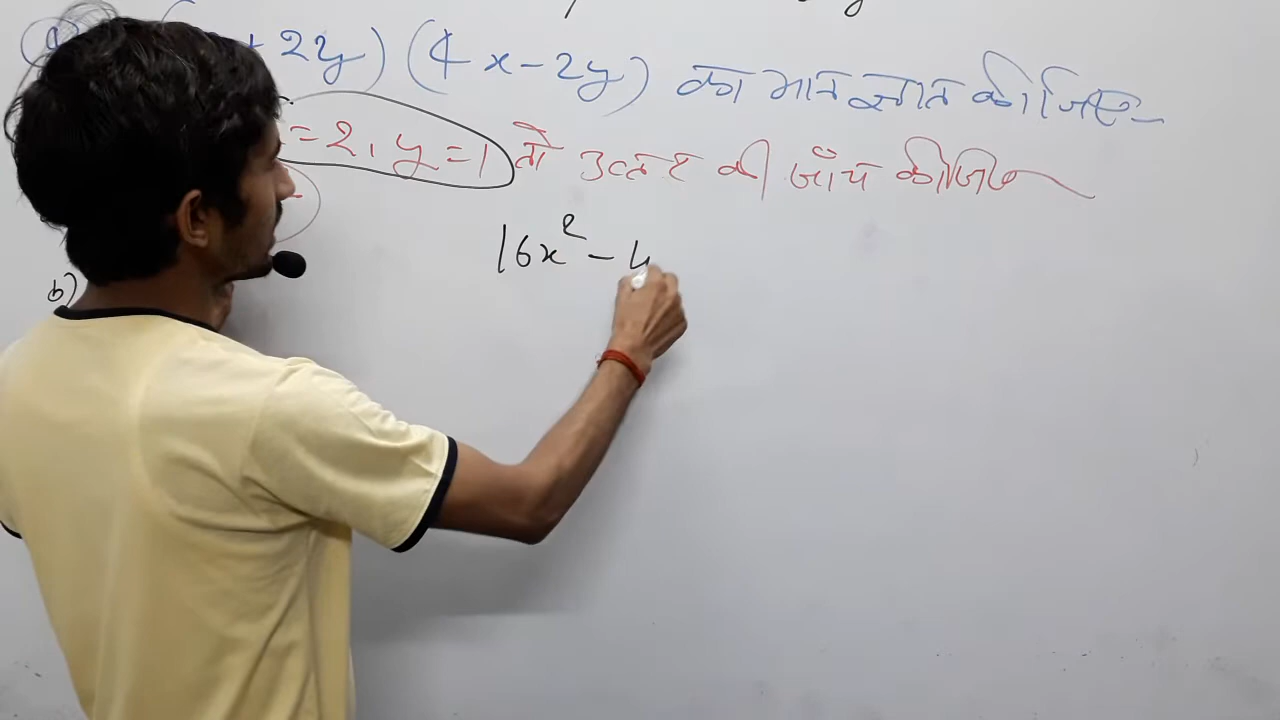 + 2y) (4x - 2y) का मान ज्ञात कीजिए
= 2, y = 1 तो उत्तर की जाँच कीजिए
16x² - 4
b)